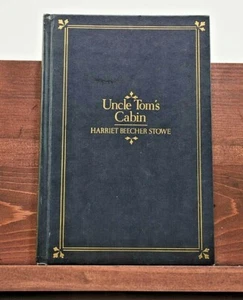 Uncle Tom's
Cabin
HARRIET BEECHER STOWE